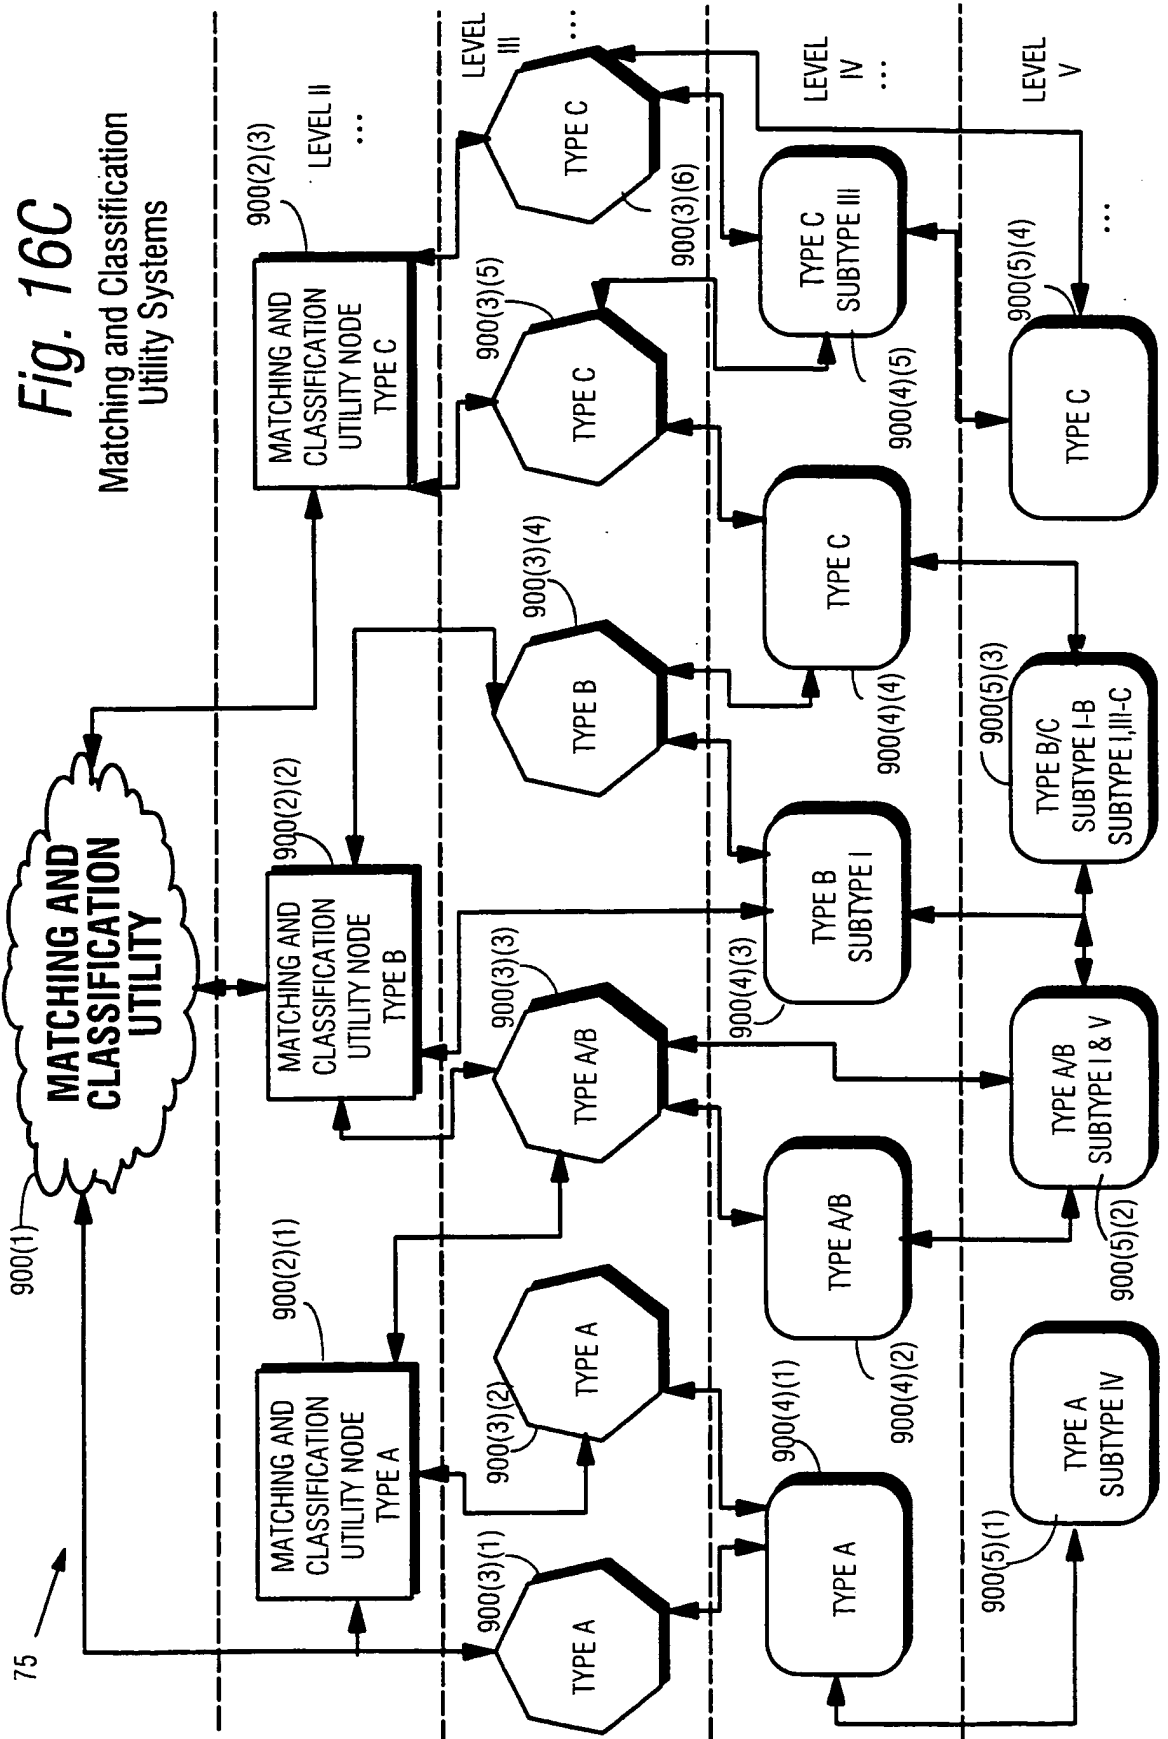 Fig. 16C
Matching and Classification
Utility Systems
75
900(1)
MATCHING AND
CLASSIFICATION
UTILITY
LEVEL II
...
900(2)(1)
MATCHING AND
CLASSIFICATION
UTILITY NODE
TYPE A
900(2)(2)
MATCHING AND
CLASSIFICATION
UTILITY NODE
TYPE B
900(2)(3)
MATCHING AND
CLASSIFICATION
UTILITY NODE
TYPE C
LEVEL
III
...
900(3)(1)
TYPE A
900(3)(2)
TYPE A
900(3)(3)
TYPE A/B
900(3)(4)
TYPE B
900(3)(5)
TYPE C
900(3)(6)
TYPE C
LEVEL
IV
...
900(4)(1)
TYPE A
900(4)(2)
TYPE A/B
900(4)(3)
TYPE B
SUBTYPE I
900(4)(4)
TYPE C
900(4)(5)
TYPE C
SUBTYPE III
LEVEL
V
...
900(5)(1)
TYPE A
SUBTYPE IV
900(5)(2)
TYPE A/B
SUBTYPE I & V
900(5)(3)
TYPE B/C
SUBTYPE I-B
SUBTYPE I,III-C
900(5)(4)
TYPE C